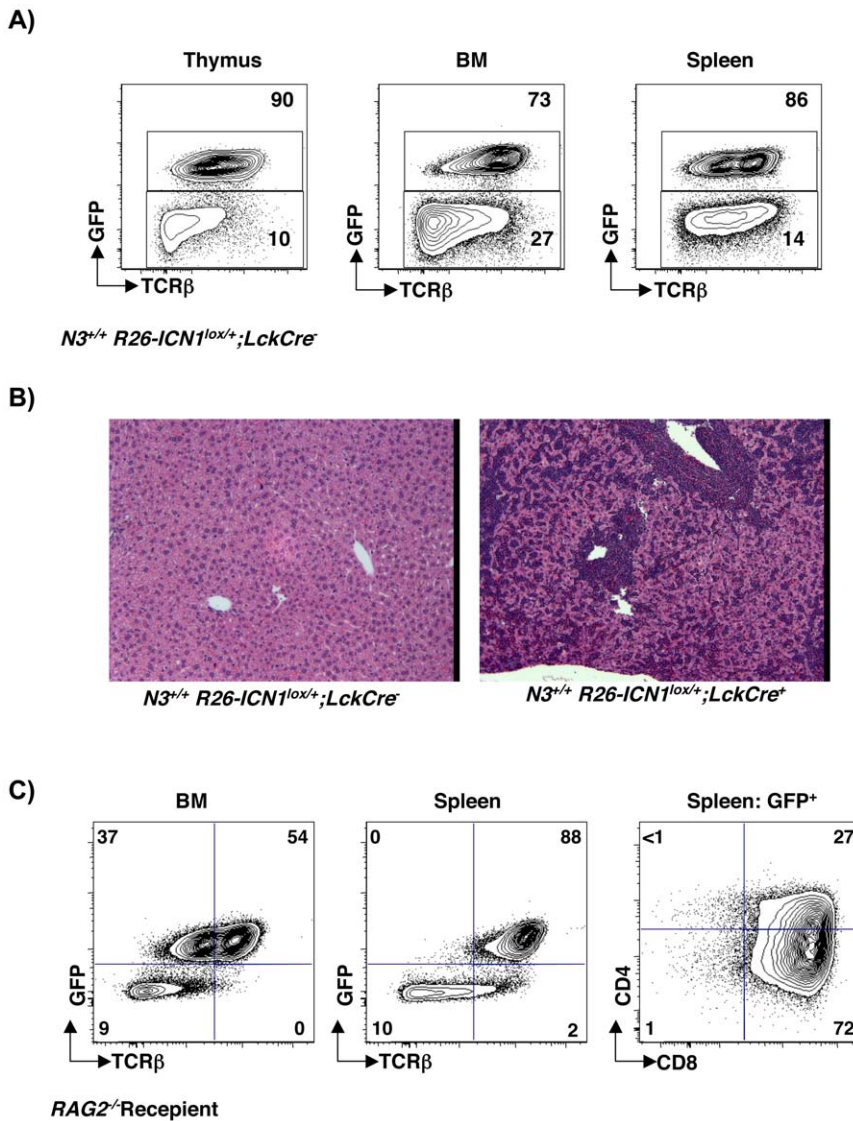 A)
Thymus BM Spleen
90 73 86
GFP GFP GFP
10 27 14
TCRβ TCRβ TCRβ
N3+/+ R26-ICN1lox/+;LckCre-
B)
N3+/+ R26-ICN1lox/+;LckCre- N3+/+ R26-ICN1lox/+;LckCre+
C)
BM Spleen Spleen: GFP+
37 54 0 88 <1 27
GFP GFP CD4
9 0 10 2 1 72
TCRβ TCRβ CD8
RAG2-/-Recepient